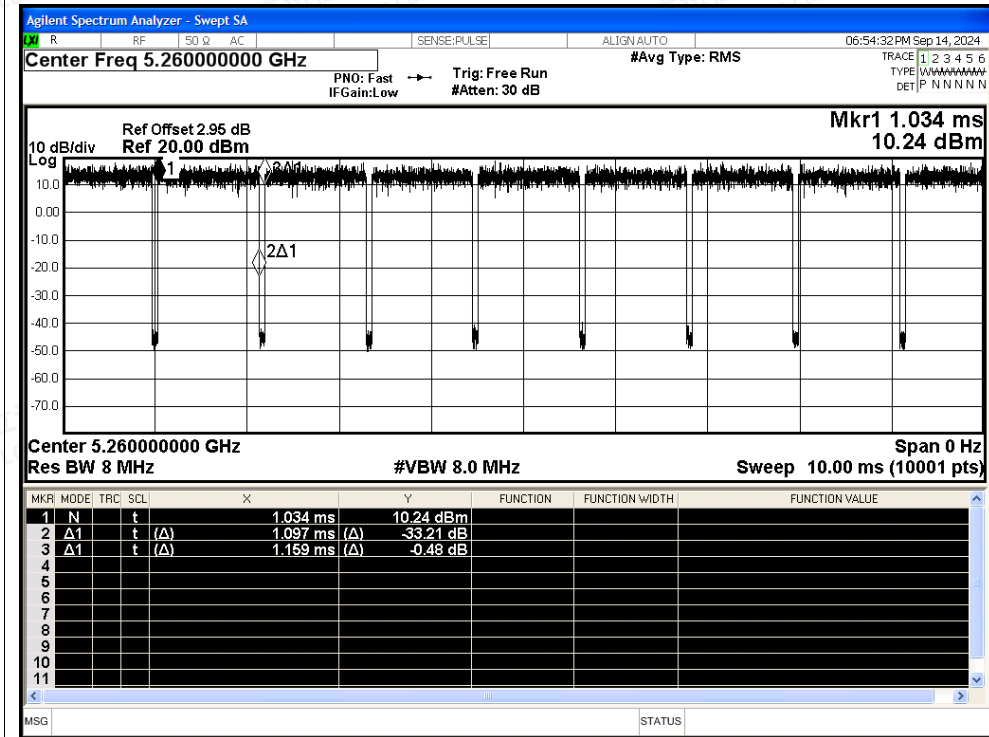 Agilent Spectrum Analyzer - Swept SA
LXI R RF 50 Ω AC SENSE:PULSE ALIGN AUTO 06:54:32 PM Sep 14, 2024
Center Freq 5.260000000 GHz
PNO: Fast
IFGain:Low
Trig: Free Run
#Atten: 30 dB
#Avg Type: RMS
TRACE 1 2 3 4 5 6
TYPE WWWWWW
DET P N N N N N
Mkr1 1.034 ms
10.24 dBm
Ref Offset 2.95 dB
10 dB/div Ref 20.00 dBm
Log
10.0
0.00
-10.0
-20.0
-30.0
-40.0
-50.0
-60.0
-70.0
1
2Δ1
Center 5.260000000 GHz Span 0 Hz
Res BW 8 MHz #VBW 8.0 MHz Sweep 10.00 ms (10001 pts)
MKR MODE TRC SCL X Y FUNCTION FUNCTION WIDTH FUNCTION VALUE
1 N t 1.034 ms 10.24 dBm
2 Δ1 t (Δ) 1.097 ms (Δ) -33.21 dB
3 Δ1 t (Δ) 1.159 ms (Δ) -0.48 dB
4
5
6
7
8
9
10
11
MSG STATUS